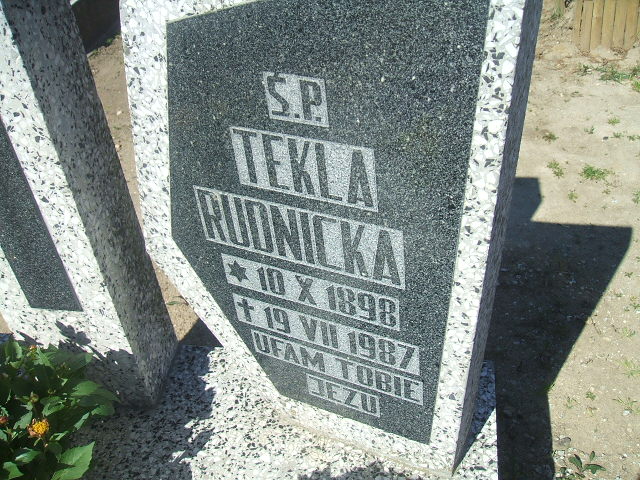 Ś.P.
TEKLA
RUDNICKA
* 10 X 1898
✝ 19 VII 1987
UFAM TOBIE
JEZU